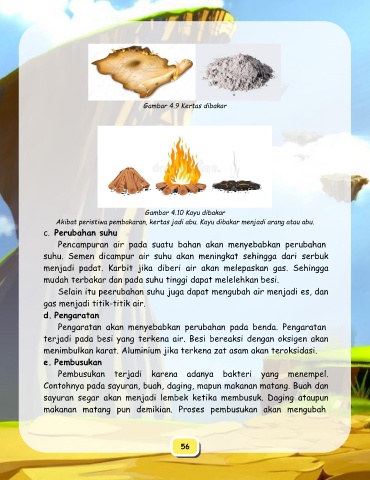 Gambar 4.9 Kertas dibakar
Gambar 4.10 Kayu dibakar
Akibat peristiwa pembakaran, kertas jadi abu. Kayu dibakar menjadi arang atau abu.
c. Perubahan suhu
Pencampuran air pada suatu bahan akan menyebabkan perubahan
suhu. Semen dicampur air suhu akan meningkat sehingga dari serbuk
menjadi padat. Karbit jika diberi air akan melepaskan gas. Sehingga
mudah terbakar dan pada suhu tinggi dapat melelehkan besi.
Selain itu peerubahan suhu juga dapat mengubah air menjadi es, dan
gas menjadi titik-titik air.
d. Pengaratan
Pengaratan akan menyebabkan perubahan pada benda. Pengaratan
terjadi pada besi yang terkena air. Besi bereaksi dengan oksigen akan
menimbulkan karat. Aluminium jika terkena zat asam akan teroksidasi.
e. Pembusukan
Pembusukan terjadi karena adanya bakteri yang menempel.
Contohnya pada sayuran, buah, daging, mapun makanan matang. Buah dan
sayuran segar akan menjadi lembek ketika membusuk. Daging ataupun
makanan matang pun demikian. Proses pembusukan akan mengubah
56